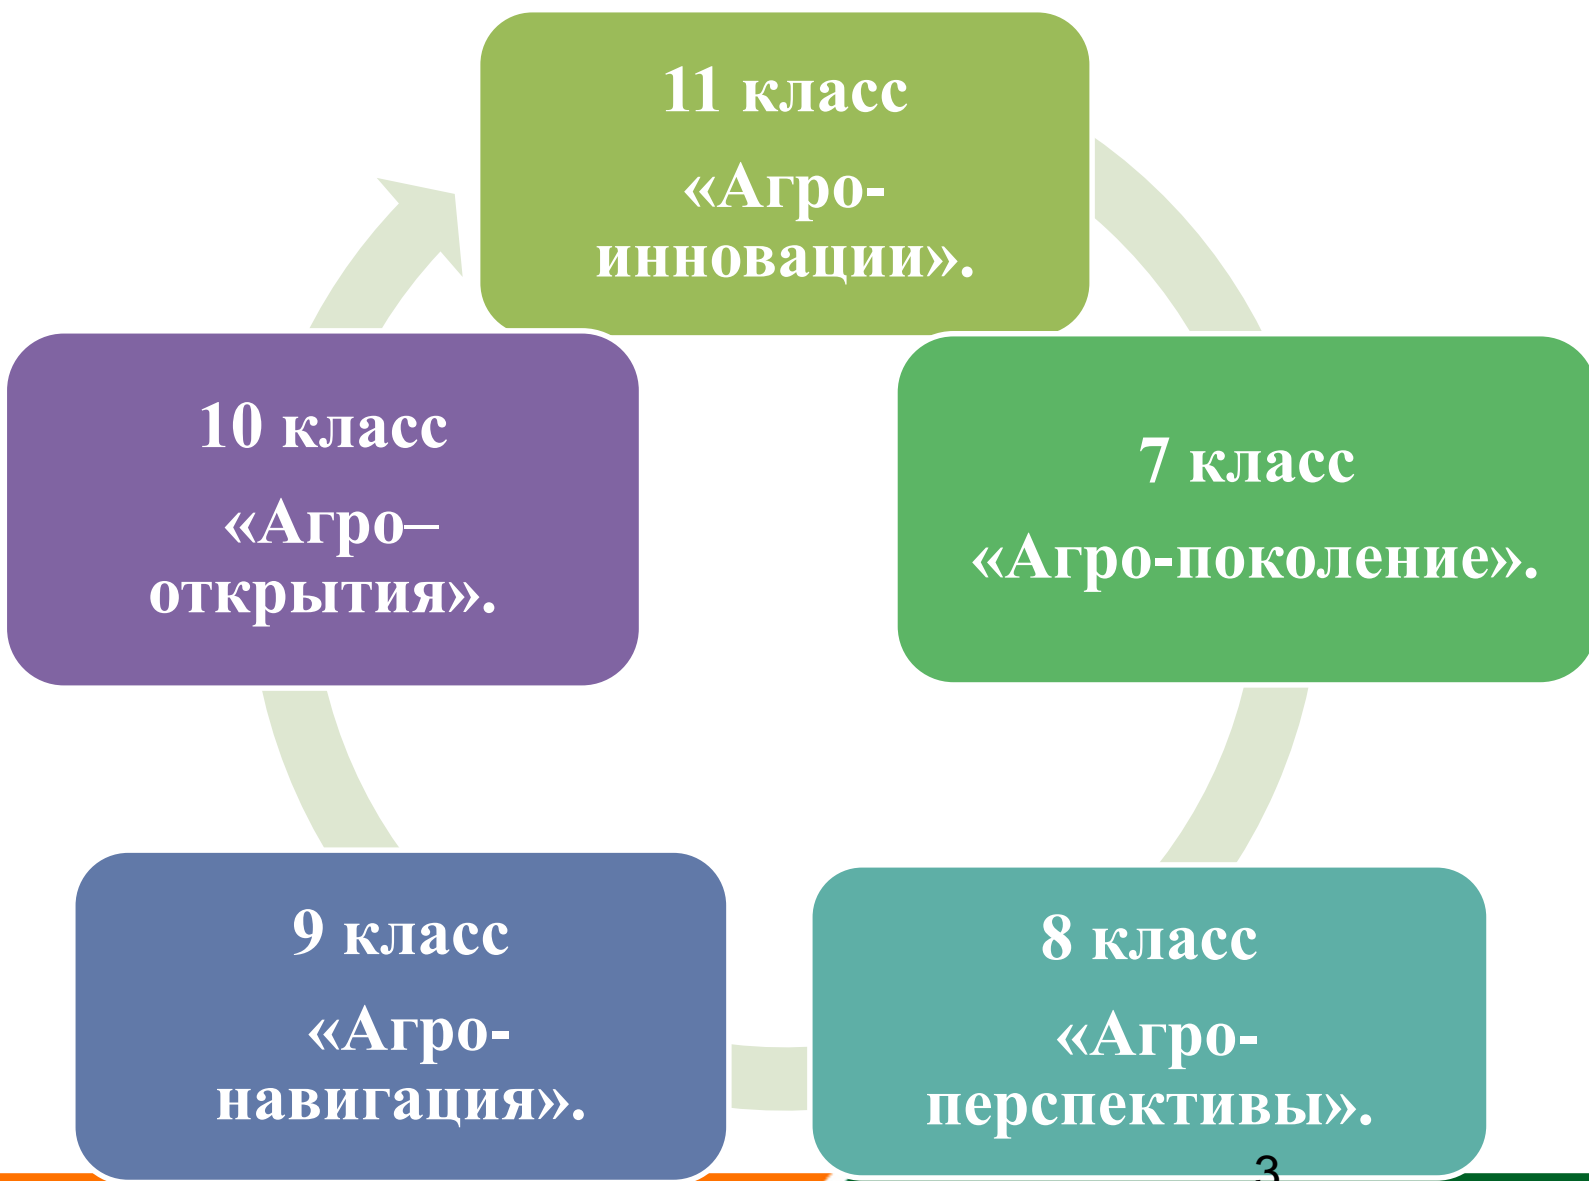 11 класс
«Агро-
инновации».
7 класс
«Агро-поколение».
8 класс
«Агро-
перспективы».
9 класс
«Агро-
навигация».
10 класс
«Агро–
открытия».
3